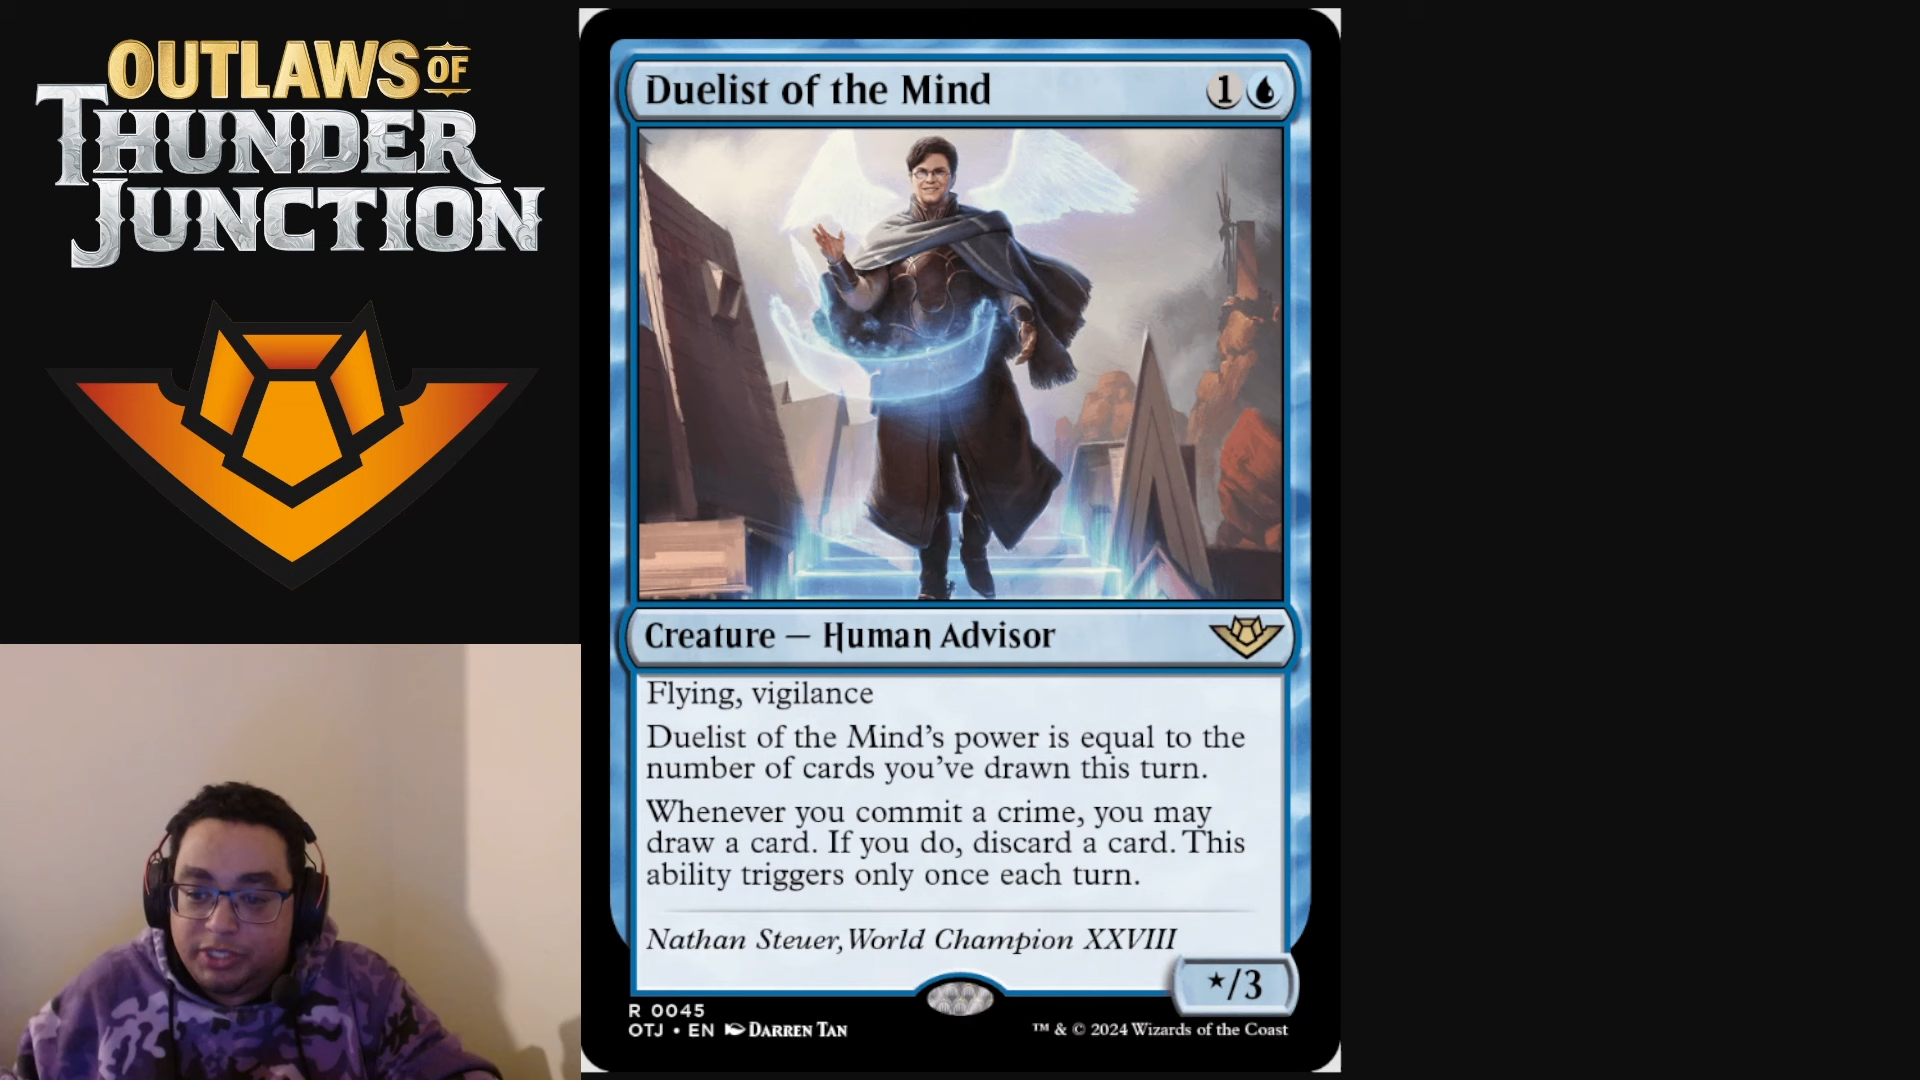 OUTLAWS OF
THUNDER
JUNCTION
Duelist of the Mind
1
Creature — Human Advisor
Flying, vigilance
Duelist of the Mind's power is equal to the
number of cards you've drawn this turn.
Whenever you commit a crime, you may
draw a card. If you do, discard a card. This
ability triggers only once each turn.
Nathan Steuer, World Champion XXVIII
★/3
R 0045
OTJ • EN DARREN TAN
™ & © 2024 Wizards of the Coast